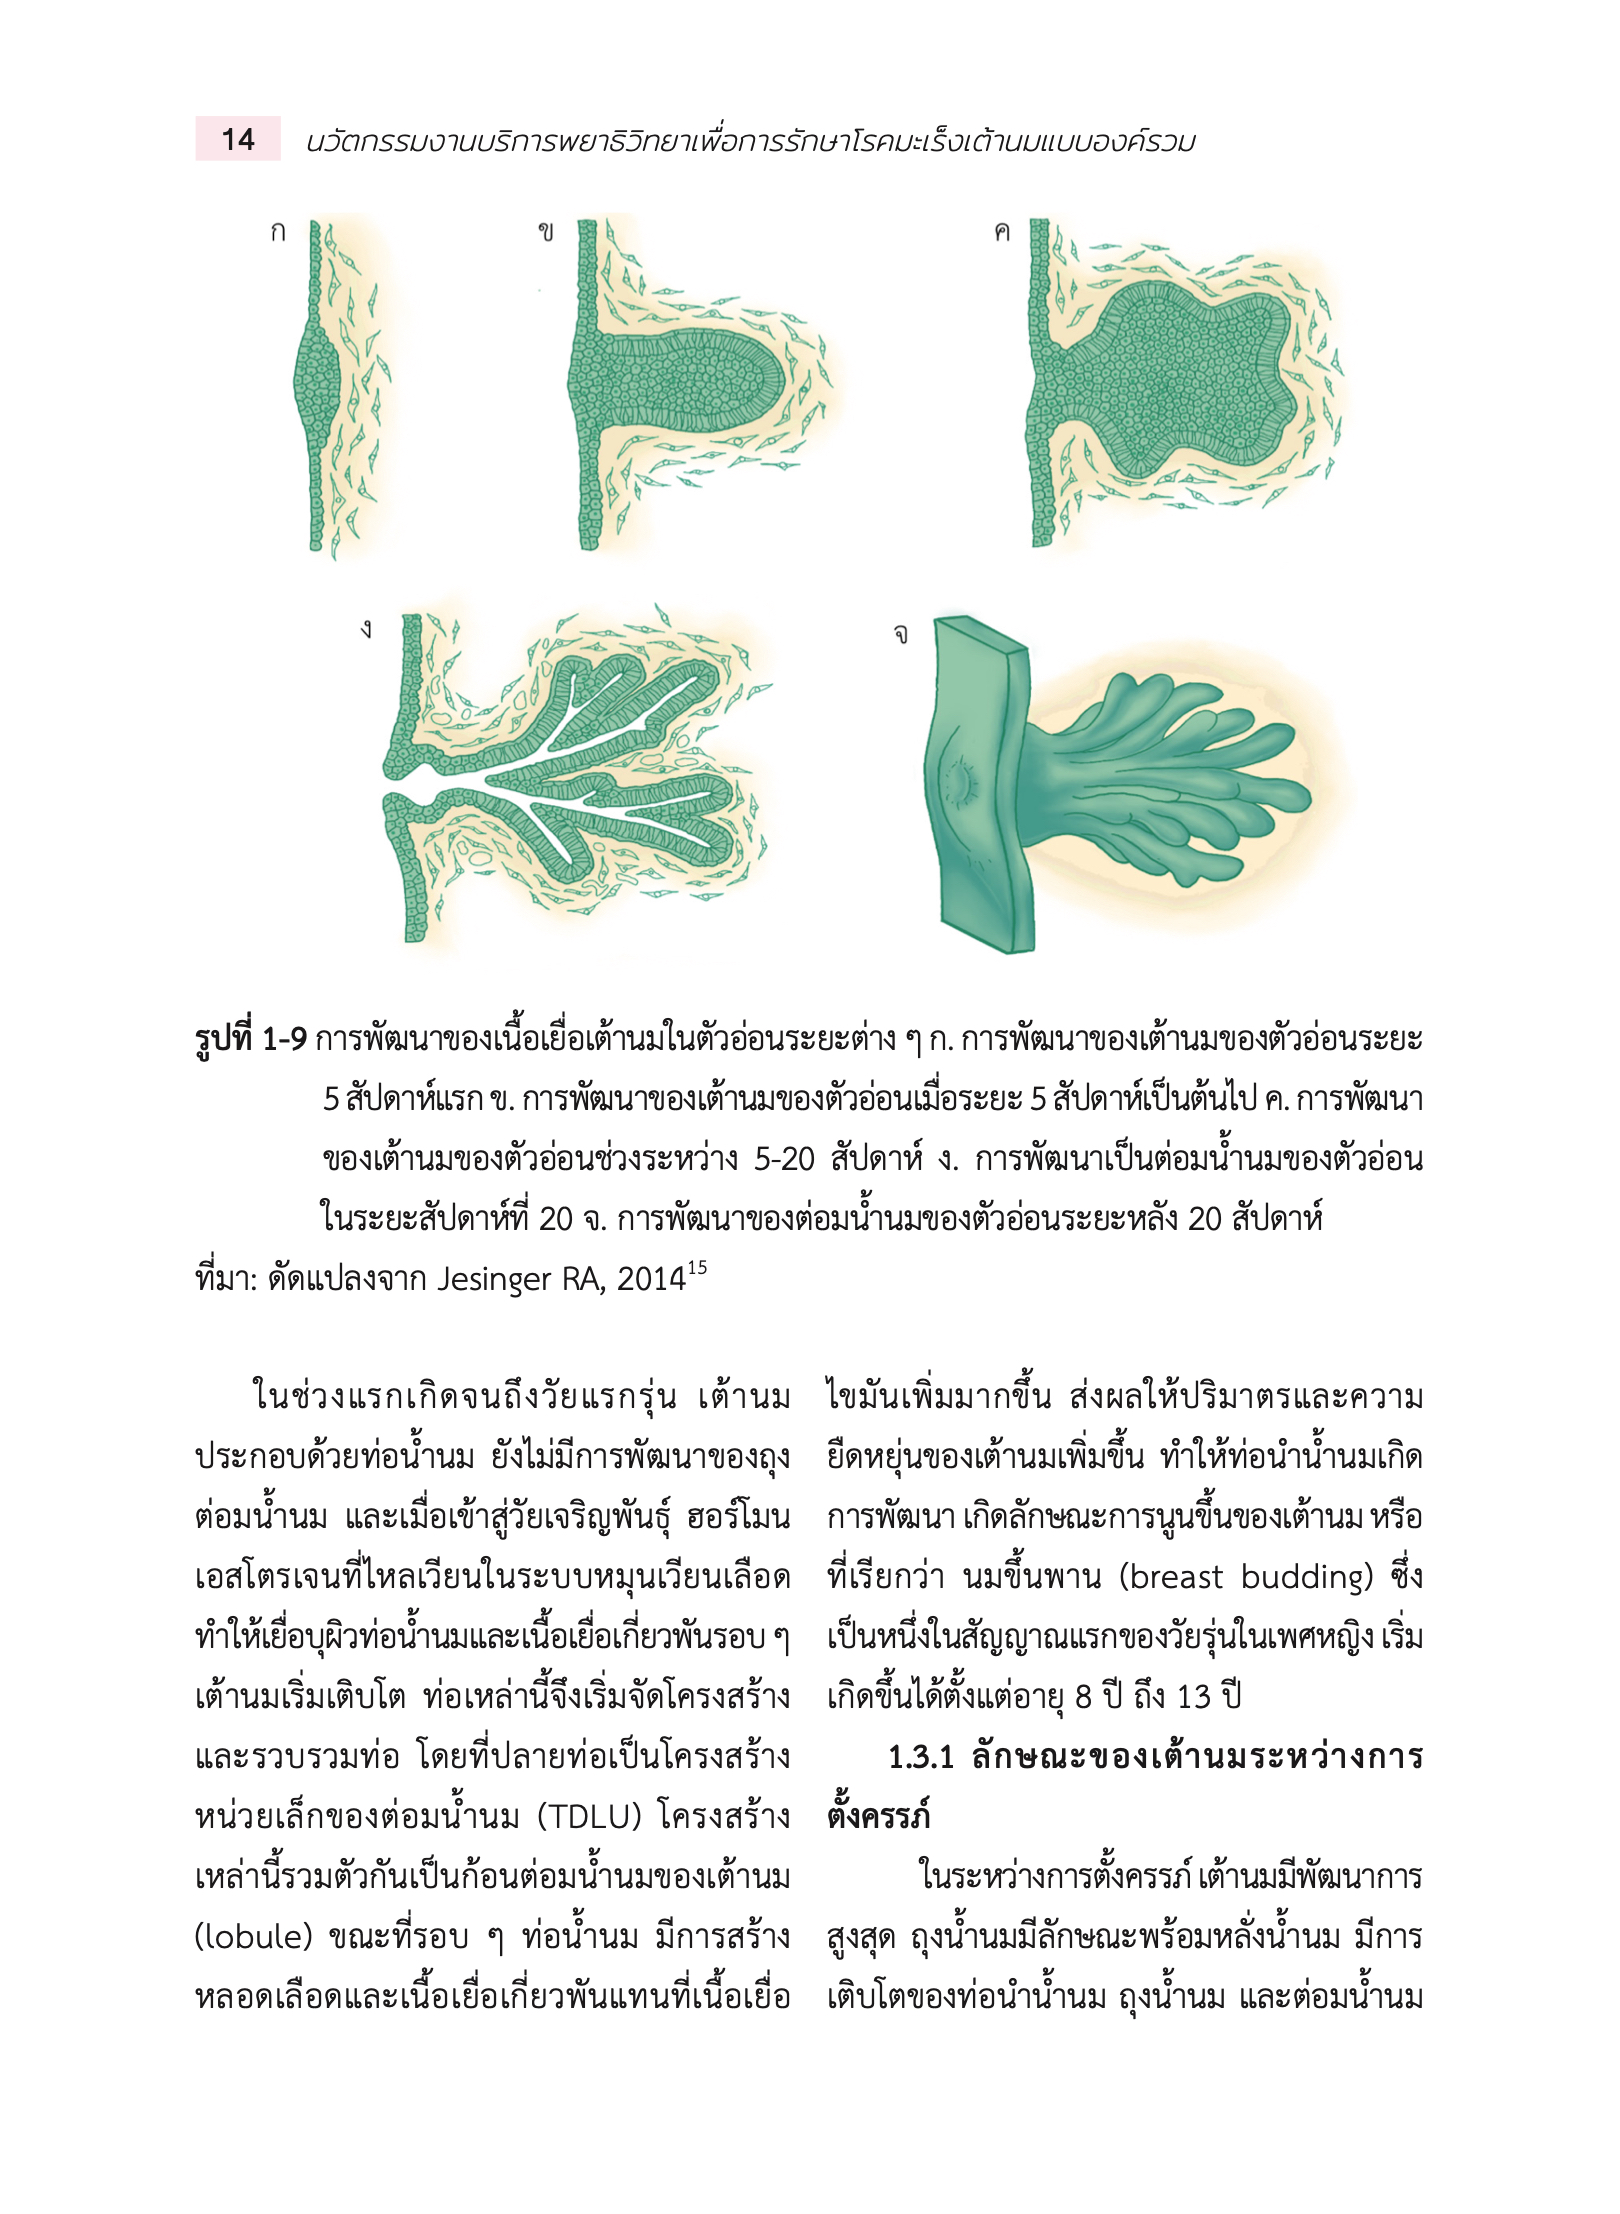 14 นวัตกรรมงานบริการพยาธิวิทยาเพื่อการรักษาโรคมะเร็งเต้านมแบบองค์รวม
ก
ข
ค
ง
จ
รูปที่ 1-9 การพัฒนาของเนื้อเยื่อเต้านมในตัวอ่อนระยะต่าง ๆ ก. การพัฒนาของเต้านมของตัวอ่อนระยะ
5 สัปดาห์แรก ข. การพัฒนาของเต้านมของตัวอ่อนเมื่อระยะ 5 สัปดาห์เป็นต้นไป ค. การพัฒนา
ของเต้านมของตัวอ่อนช่วงระหว่าง 5-20 สัปดาห์ ง. การพัฒนาเป็นต่อมน้ำนมของตัวอ่อน
ในระยะสัปดาห์ที่ 20 จ. การพัฒนาของต่อมน้ำนมของตัวอ่อนระยะหลัง 20 สัปดาห์
ที่มา: ดัดแปลงจาก Jesinger RA, 2014¹⁵
ในช่วงแรกเกิดจนถึงวัยแรกรุ่น เต้านม
ประกอบด้วยท่อน้ำนม ยังไม่มีการพัฒนาของถุง
ต่อมน้ำนม และเมื่อเข้าสู่วัยเจริญพันธุ์ ฮอร์โมน
เอสโตรเจนที่ไหลเวียนในระบบหมุนเวียนเลือด
ทำให้เยื่อบุผิวท่อน้ำนมและเนื้อเยื่อเกี่ยวพันรอบ ๆ
เต้านมเริ่มเติบโต ท่อเหล่านี้จึงเริ่มจัดโครงสร้าง
และรวบรวมท่อ โดยที่ปลายท่อเป็นโครงสร้าง
หน่วยเล็กของต่อมน้ำนม (TDLU) โครงสร้าง
เหล่านี้รวมตัวกันเป็นก้อนต่อมน้ำนมของเต้านม
(lobule) ขณะที่รอบ ๆ ท่อน้ำนม มีการสร้าง
หลอดเลือดและเนื้อเยื่อเกี่ยวพันแทนที่เนื้อเยื่อ
ไขมันเพิ่มมากขึ้น ส่งผลให้ปริมาตรและความ
ยืดหยุ่นของเต้านมเพิ่มขึ้น ทำให้ท่อนำน้ำนมเกิด
การพัฒนา เกิดลักษณะการนูนขึ้นของเต้านม หรือ
ที่เรียกว่า นมขึ้นพาน (breast budding) ซึ่ง
เป็นหนึ่งในสัญญาณแรกของวัยรุ่นในเพศหญิง เริ่ม
เกิดขึ้นได้ตั้งแต่อายุ 8 ปี ถึง 13 ปี
1.3.1 ลักษณะของเต้านมระหว่างการ
ตั้งครรภ์
ในระหว่างการตั้งครรภ์ เต้านมมีพัฒนาการ
สูงสุด ถุงน้ำนมมีลักษณะพร้อมหลั่งน้ำนม มีการ
เติบโตของท่อนำน้ำนม ถุงน้ำนม และต่อมน้ำนม